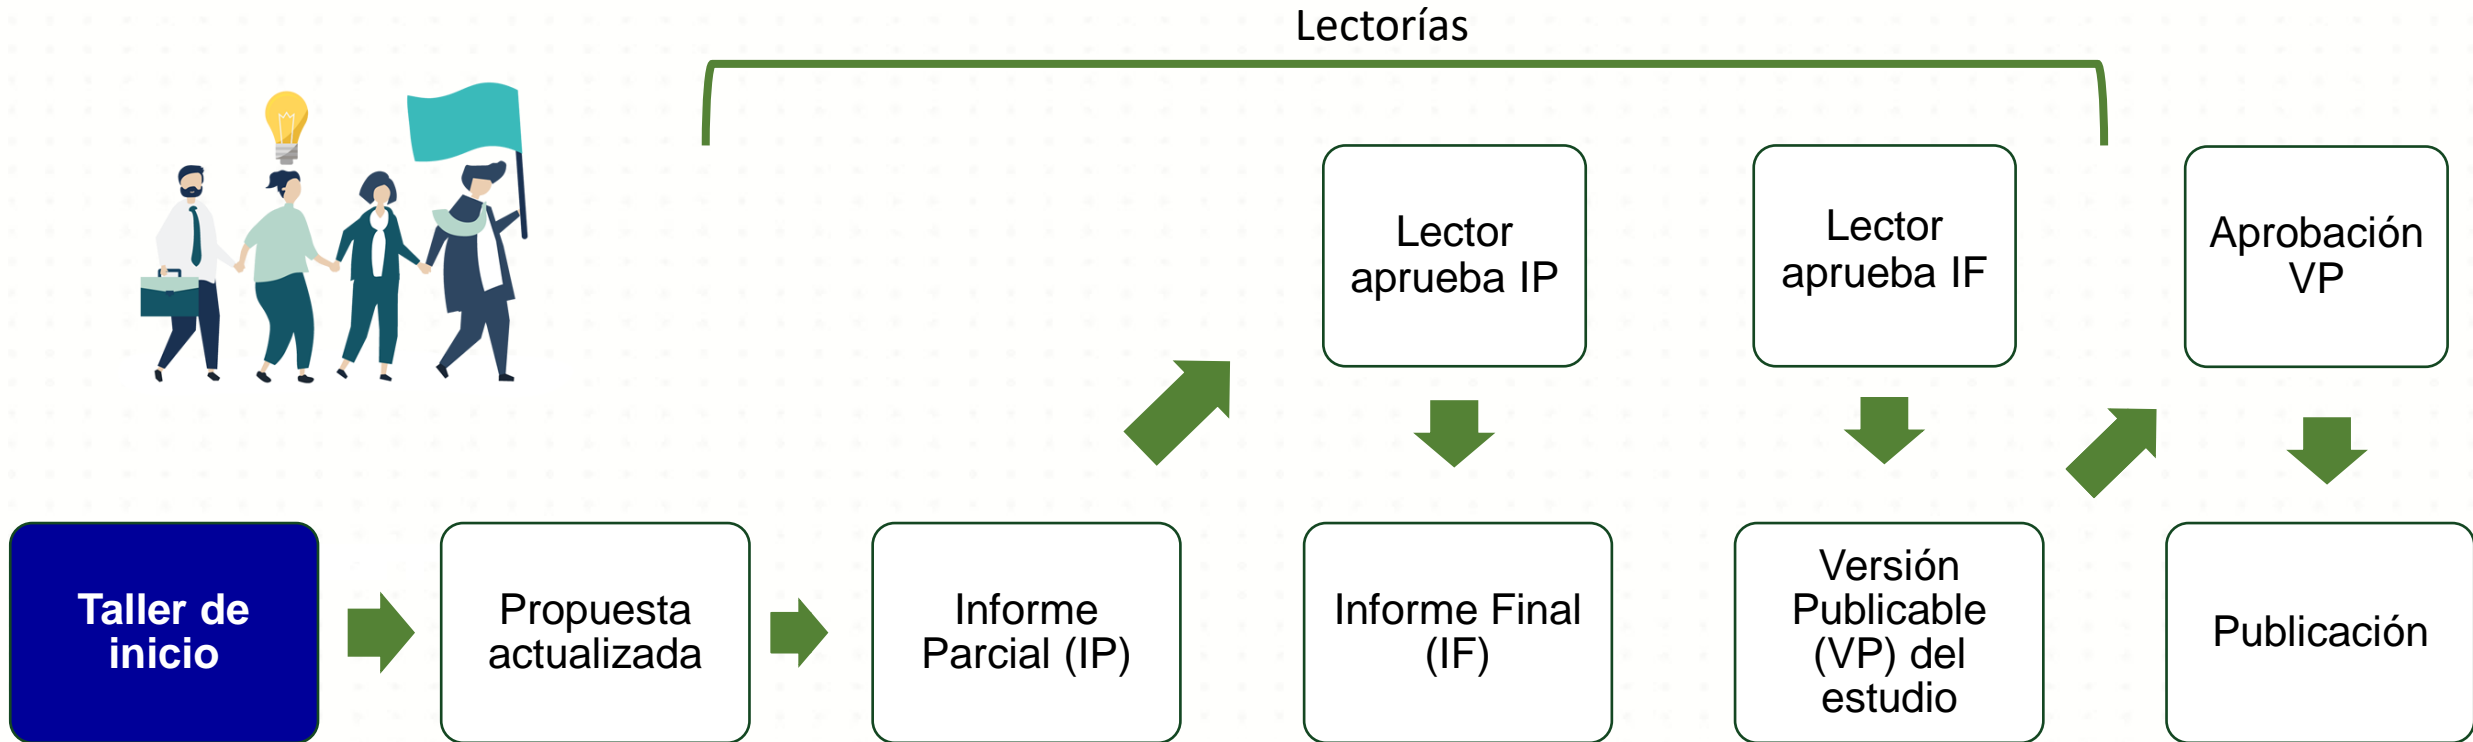 Lectorías
Lector
aprueba IP
Lector
aprueba IF
Aprobación
VP
Taller de
inicio
Propuesta
actualizada
Informe
Parcial (IP)
Informe Final
(IF)
Versión
Publicable
(VP) del
estudio
Publicación